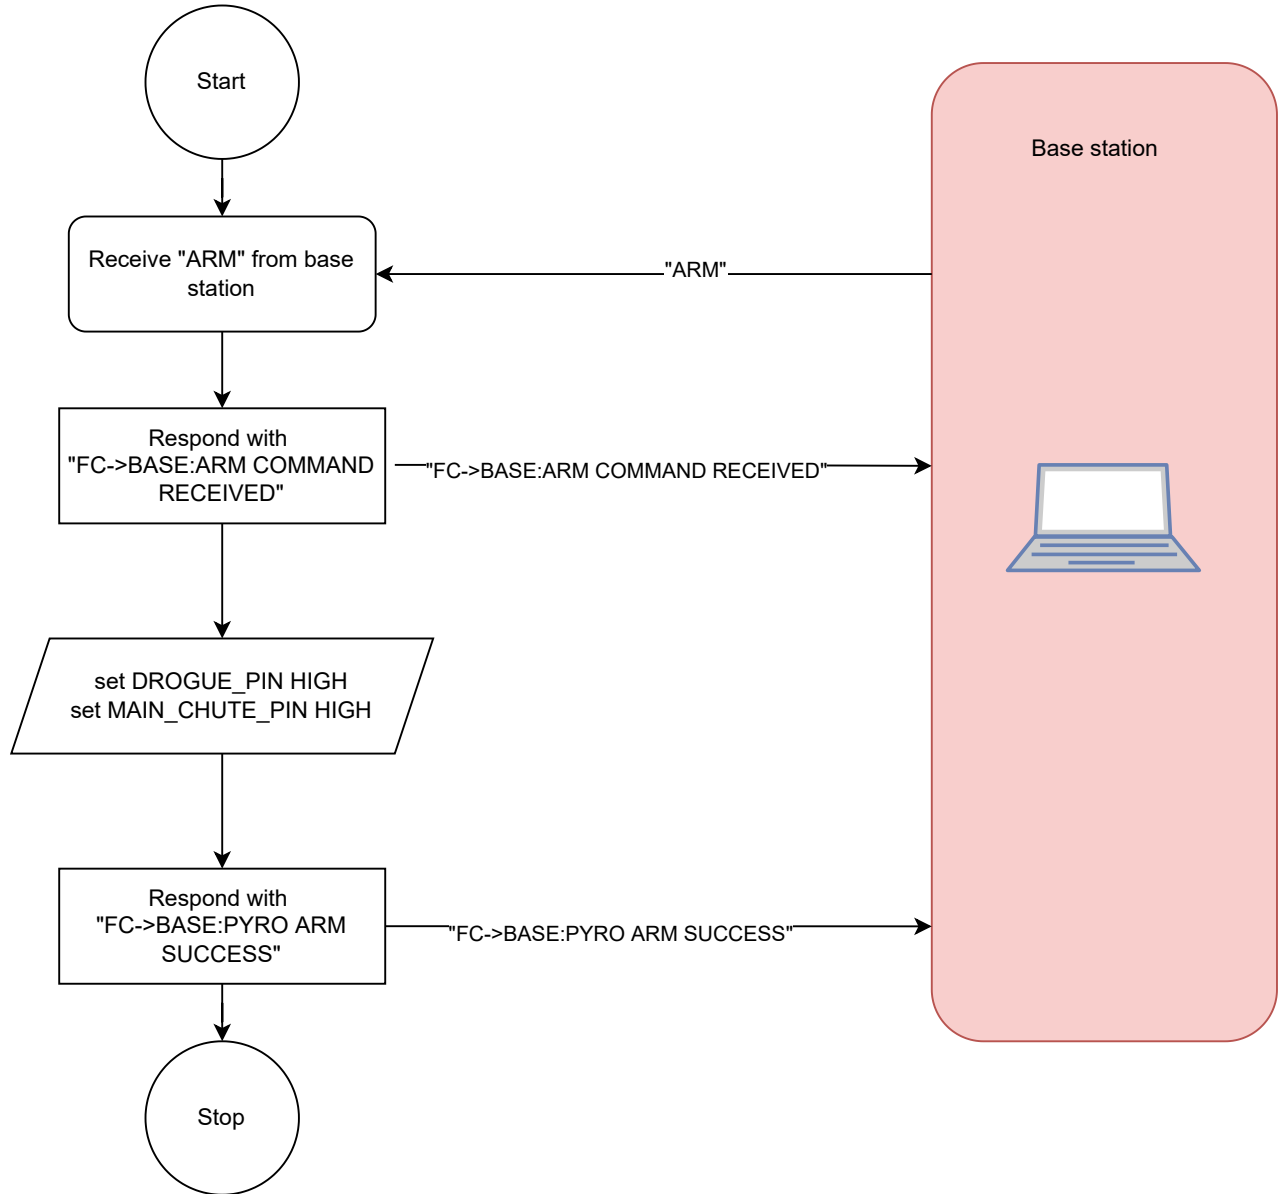 Start
Base station
Receive "ARM" from base
station
"ARM"
Respond with
"FC->BASE:ARM COMMAND
RECEIVED"
"FC->BASE:ARM COMMAND RECEIVED"
set DROGUE_PIN HIGH
set MAIN_CHUTE_PIN HIGH
Respond with
"FC->BASE:PYRO ARM
SUCCESS"
"FC->BASE:PYRO ARM SUCCESS"
Stop